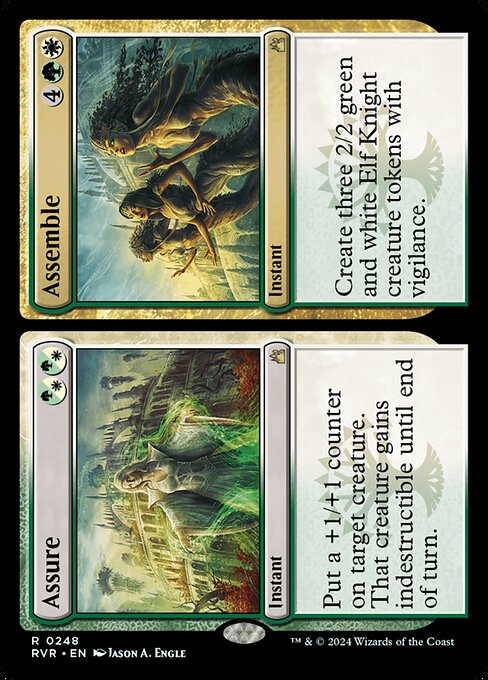 Assure
Instant
Put a +1/+1 counter
on target creature.
That creature gains
indestructible until end
of turn.
Assemble
4
Instant
Create three 2/2 green
and white Elf Knight
creature tokens with
vigilance.
R 0248
RVR • EN Jason A. Engle
™ & © 2024 Wizards of the Coast